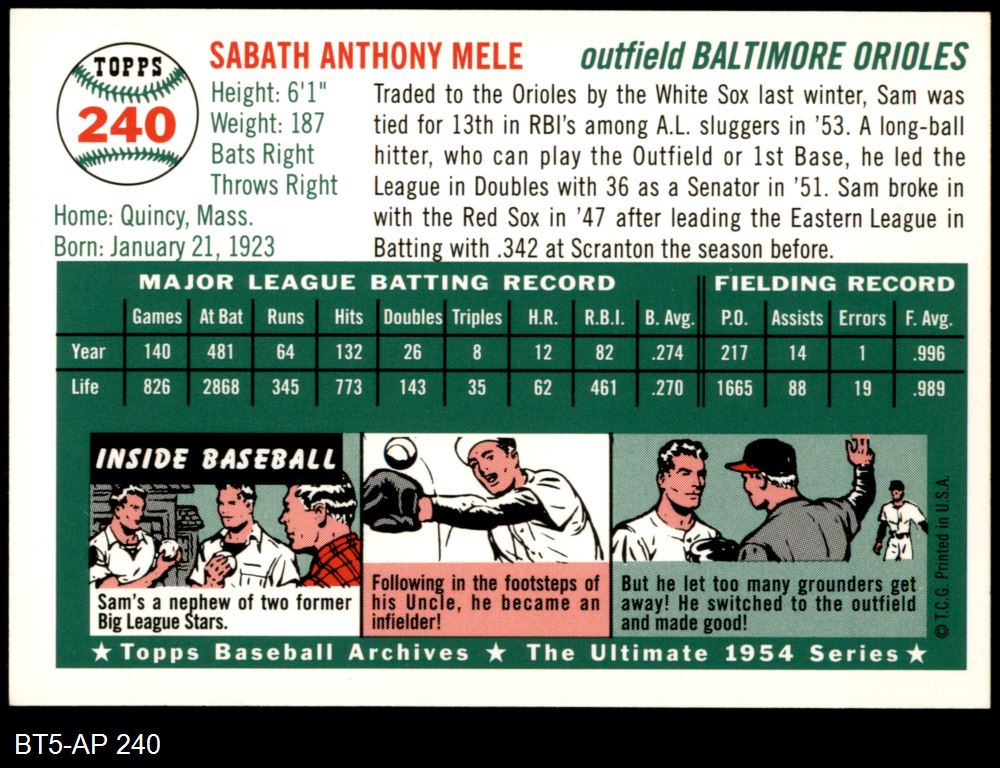 TOPPS
240
SABATH ANTHONY MELE
outfield BALTIMORE ORIOLES
Height: 6'1"
Weight: 187
Bats Right
Throws Right
Home: Quincy, Mass.
Born: January 21, 1923
Traded to the Orioles by the White Sox last winter, Sam was
tied for 13th in RBI's among A.L. sluggers in '53. A long-ball
hitter, who can play the Outfield or 1st Base, he led the
League in Doubles with 36 as a Senator in '51. Sam broke in
with the Red Sox in '47 after leading the Eastern League in
Batting with .342 at Scranton the season before.
MAJOR LEAGUE BATTING RECORD FIELDING RECORD
Games At Bat Runs Hits Doubles Triples H.R. R.B.I. B. Avg. P.O. Assists Errors F. Avg.
Year 140 481 64 132 26 8 12 82 .274 217 14 1 .996
Life 826 2868 345 773 143 35 62 461 .270 1665 88 19 .989
INSIDE BASEBALL
Sam's a nephew of two former
Big League Stars.
Following in the footsteps of
his Uncle, he became an
infielder!
But he let too many grounders get
away! He switched to the outfield
and made good!
© T.C.G. Printed in U.S.A.
★ Topps Baseball Archives ★ The Ultimate 1954 Series ★
BT5-AP 240